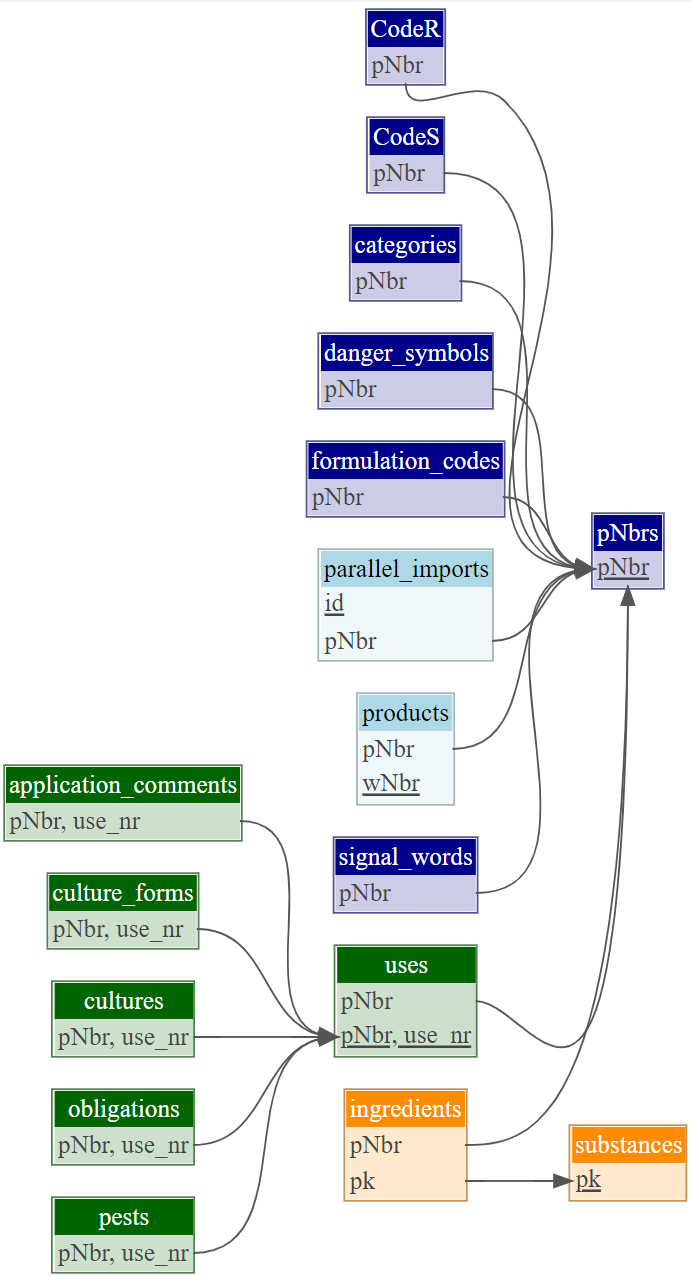 CodeR
pNbr
CodeS
pNbr
categories
pNbr
danger_symbols
pNbr
formulation_codes
pNbr
pNbrs
pNbr
parallel_imports
id
pNbr
products
pNbr
wNbr
application_comments
pNbr, use_nr
signal_words
pNbr
culture_forms
pNbr, use_nr
uses
pNbr
pNbr, use_nr
cultures
pNbr, use_nr
obligations
pNbr, use_nr
ingredients
pNbr
pk
substances
pk
pests
pNbr, use_nr